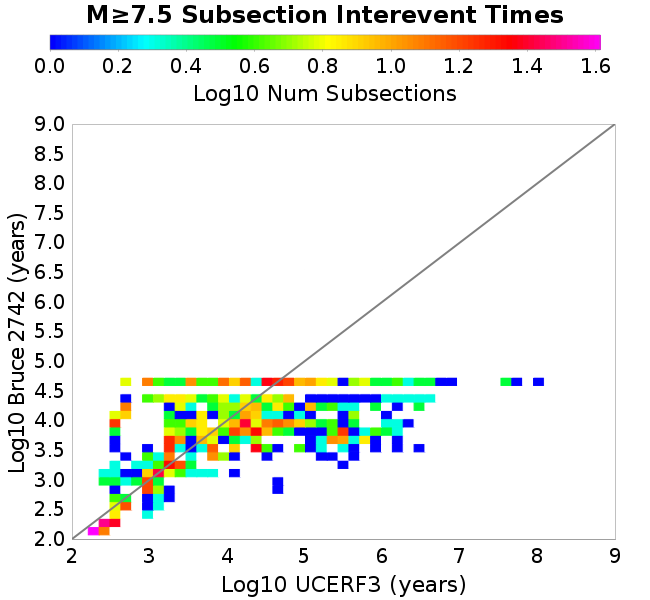 M≥7.5 Subsection Interevent Times
0.0 0.2 0.4 0.6 0.8 1.0 1.2 1.4 1.6
Log10 Num Subsections
9.0
8.5
8.0
7.5
7.0
6.5
6.0
5.5
5.0
4.5
4.0
3.5
3.0
2.5
2.0
Log10 Bruce 2742 (years)
2 3 4 5 6 7 8 9
Log10 UCERF3 (years)